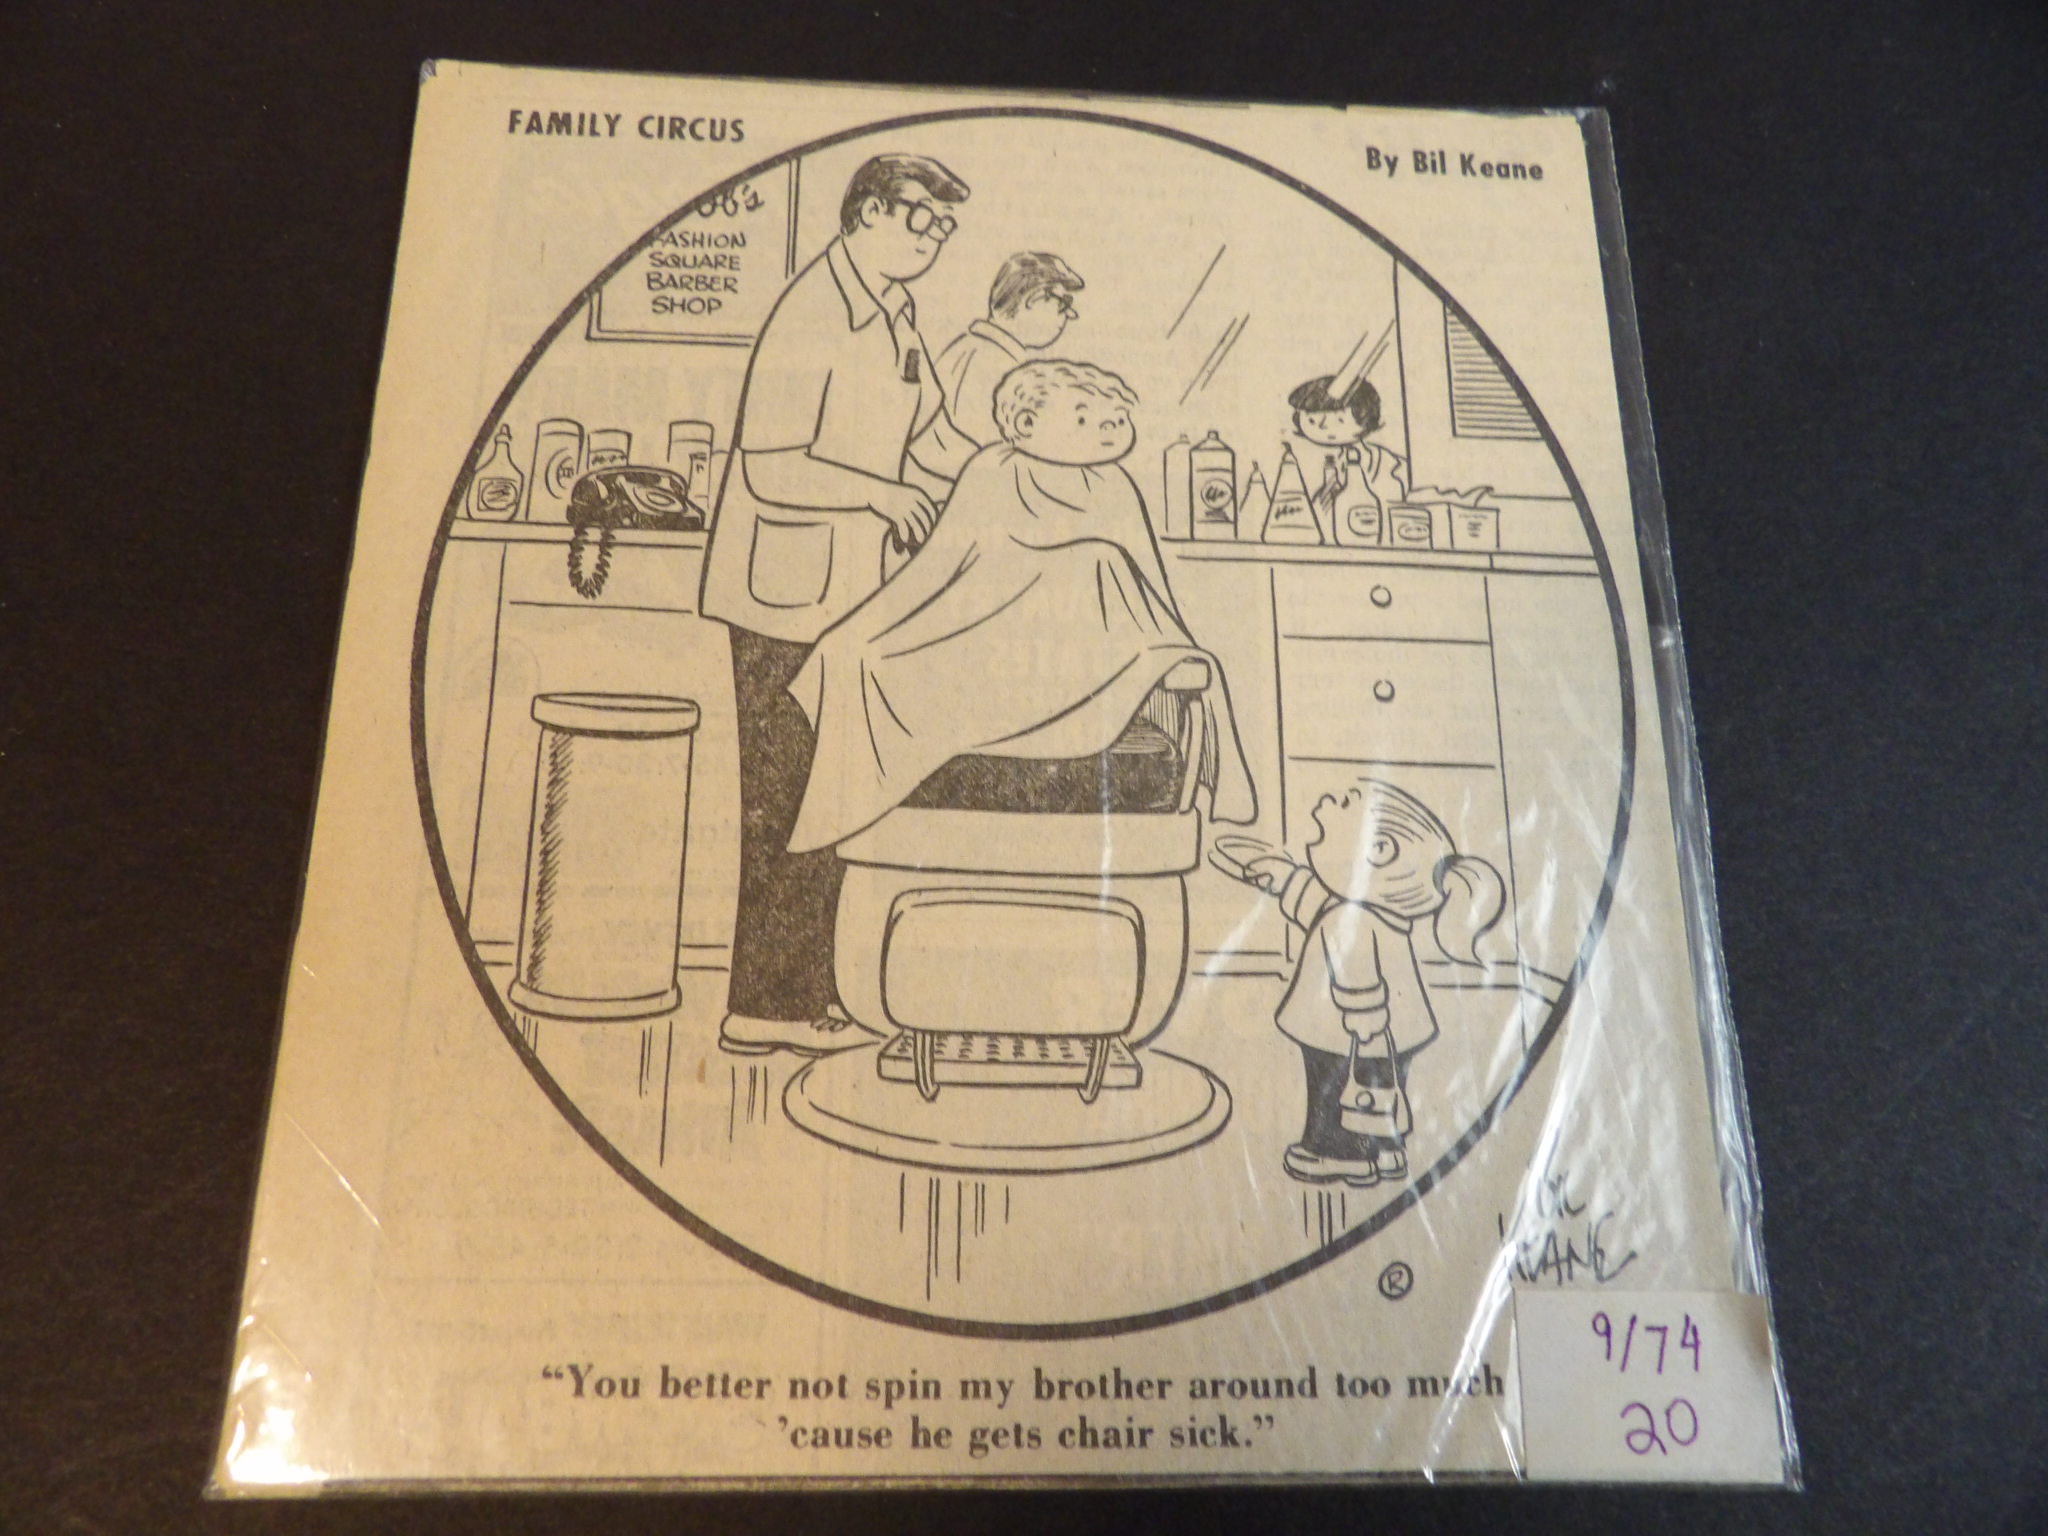 FAMILY CIRCUS
By Bil Keane
FASHION
SQUARE
BARBER
SHOP
®
KEANE
"You better not spin my brother around too much
'cause he gets chair sick."
9/74
20